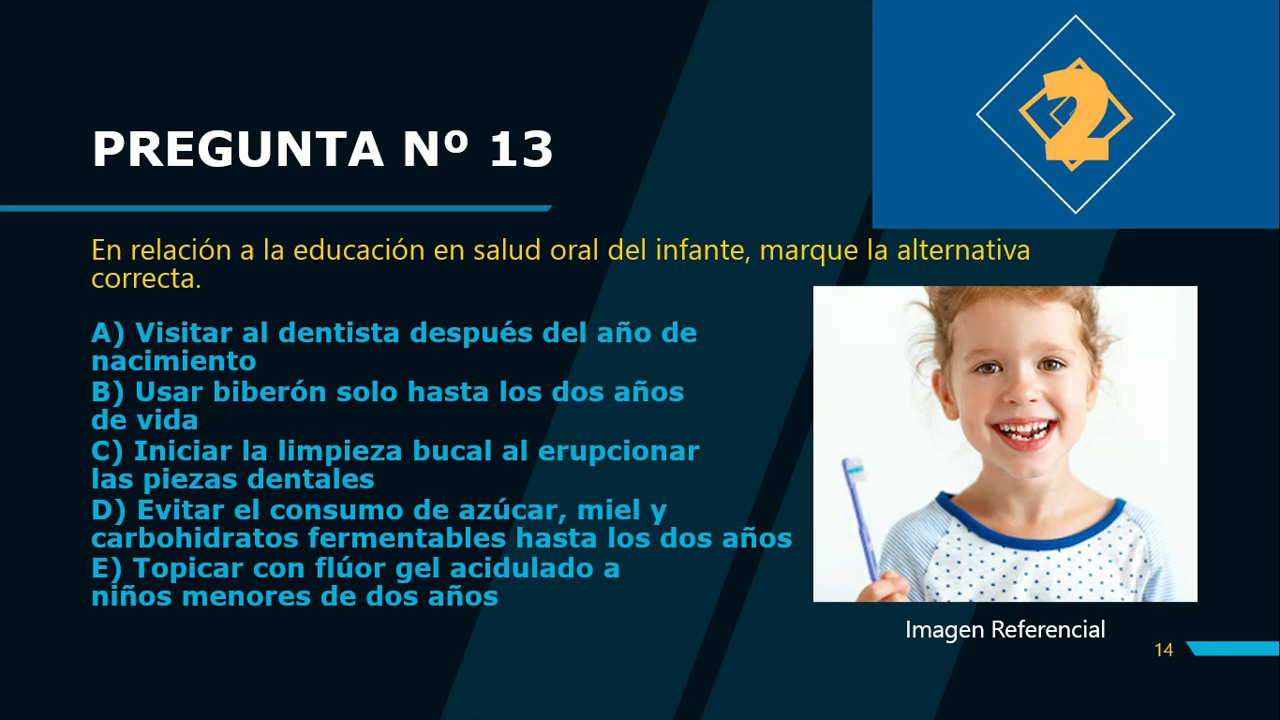 2
PREGUNTA Nº 13
En relación a la educación en salud oral del infante, marque la alternativa
correcta.
A) Visitar al dentista después del año de
nacimiento
B) Usar biberón solo hasta los dos años
de vida
C) Iniciar la limpieza bucal al erupcionar
las piezas dentales
D) Evitar el consumo de azúcar, miel y
carbohidratos fermentables hasta los dos años
E) Topicar con flúor gel acidulado a
niños menores de dos años
Imagen Referencial
14